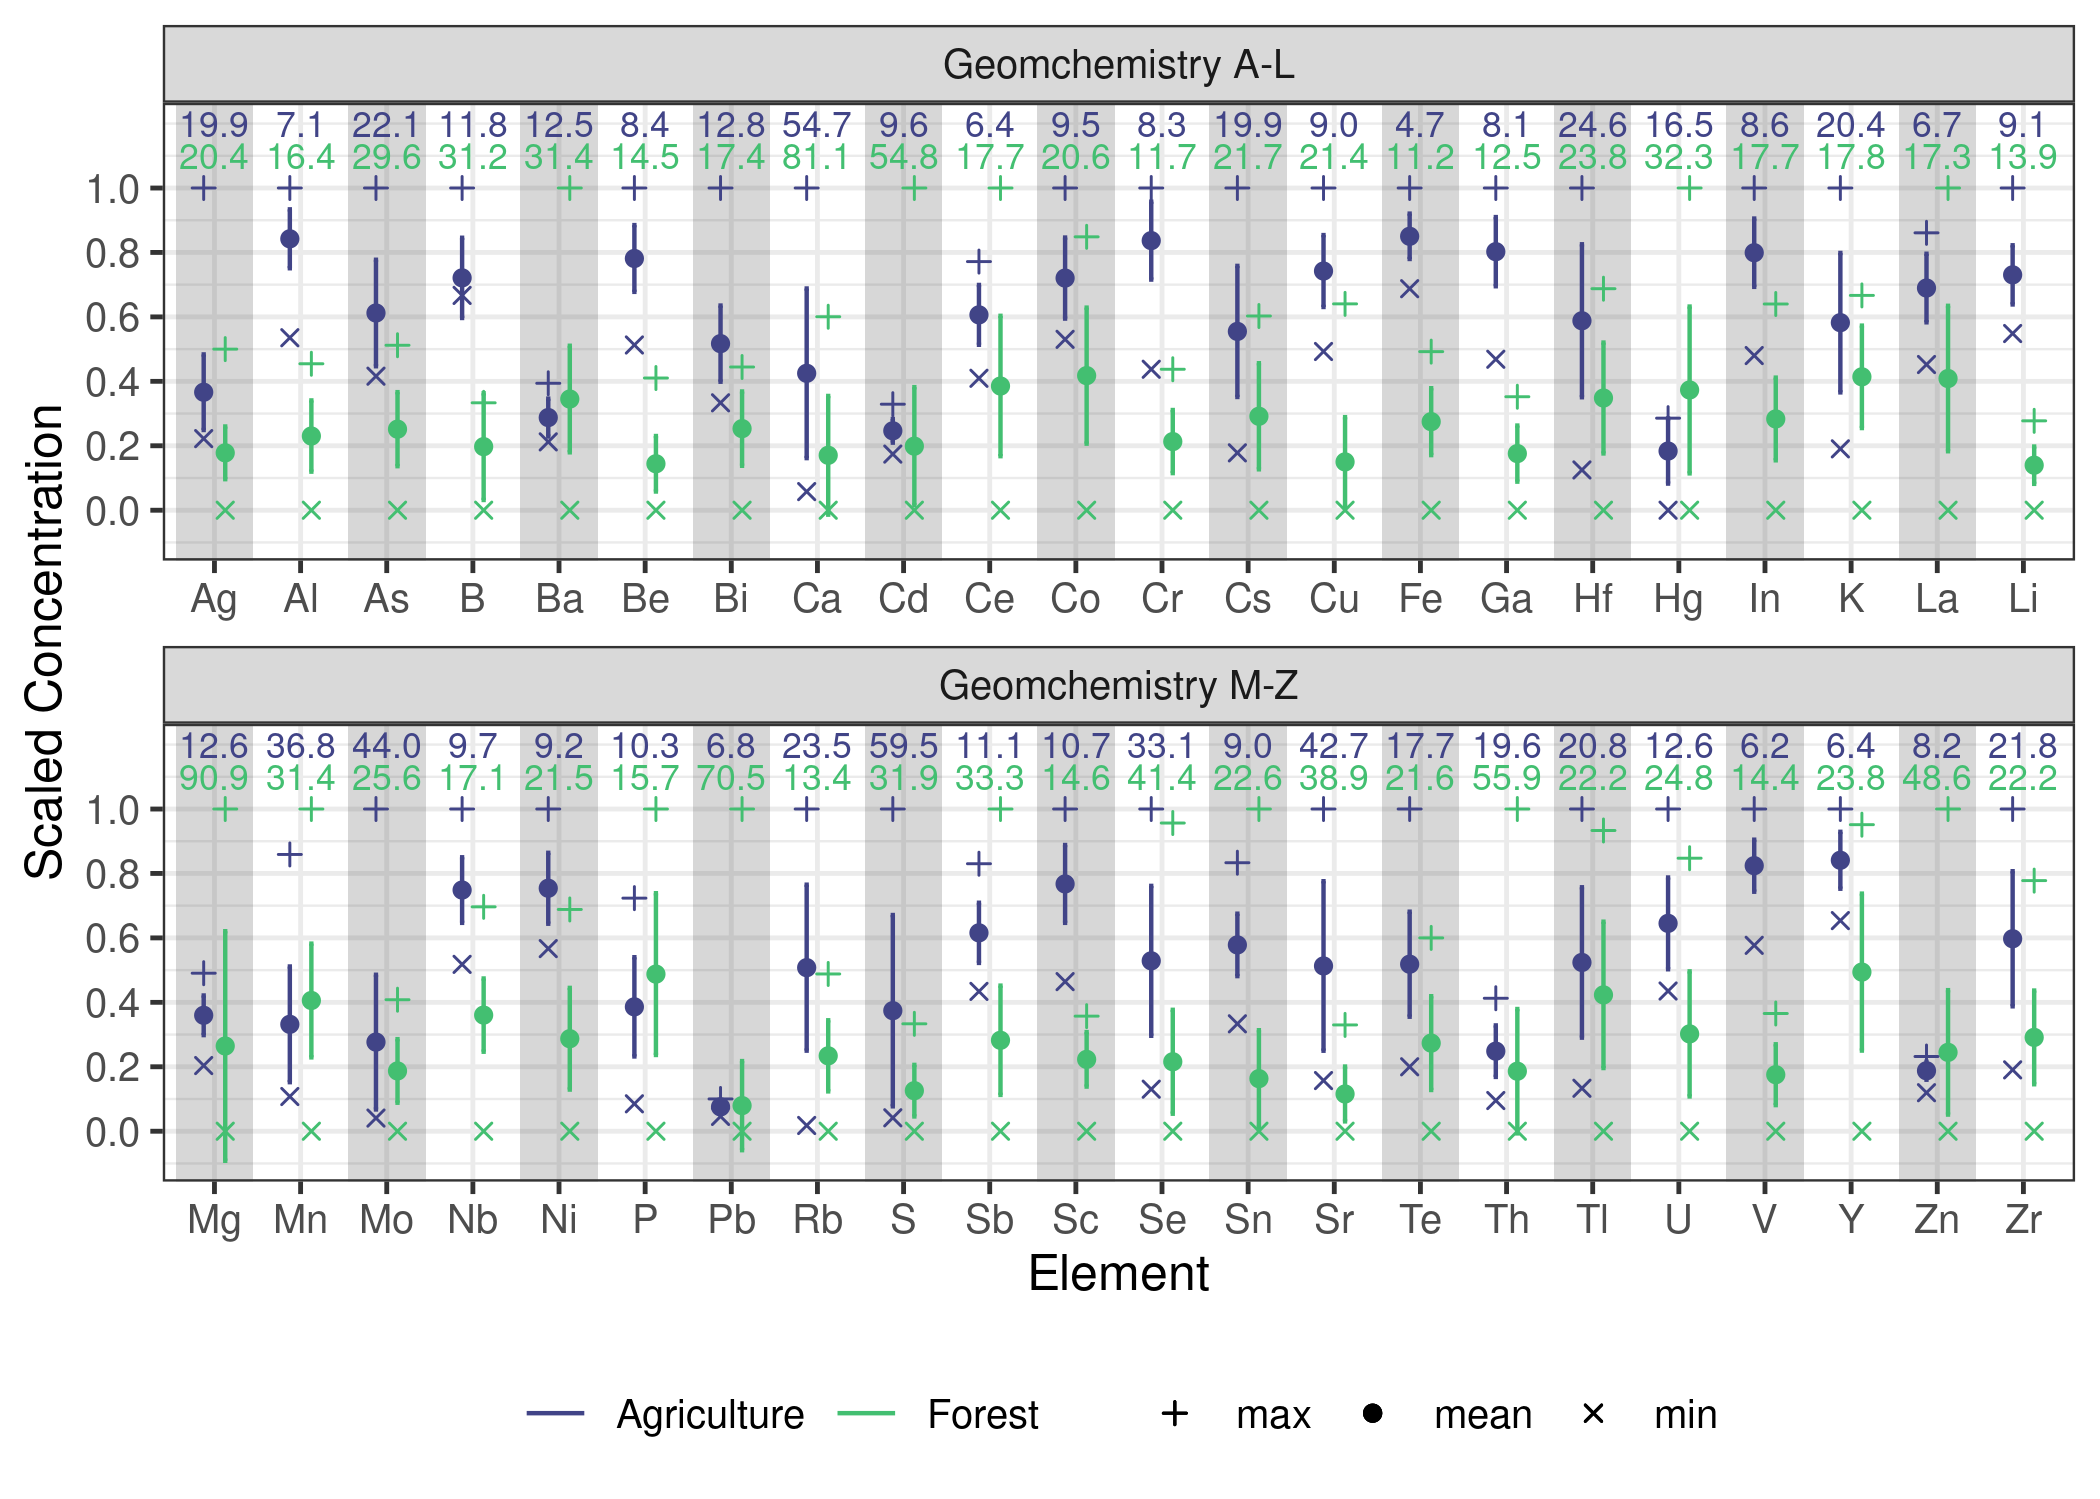 Geomchemistry A-L
19.9 7.1 22.1 11.8 12.5 8.4 12.8 54.7 9.6 6.4 9.5 8.3 19.9 9.0 4.7 8.1 24.6 16.5 8.6 20.4 6.7 9.1
20.4 16.4 29.6 31.2 31.4 14.5 17.4 81.1 54.8 17.7 20.6 11.7 21.7 21.4 11.2 12.5 23.8 32.3 17.7 17.8 17.3 13.9
1.0
0.8
0.6
0.4
0.2
0.0
Ag Al As B Ba Be Bi Ca Cd Ce Co Cr Cs Cu Fe Ga Hf Hg In K La Li
Scaled Concentration
Geomchemistry M-Z
12.6 36.8 44.0 9.7 9.2 10.3 6.8 23.5 59.5 11.1 10.7 33.1 9.0 42.7 17.7 19.6 20.8 12.6 6.2 6.4 8.2 21.8
90.9 31.4 25.6 17.1 21.5 15.7 70.5 13.4 31.9 33.3 14.6 41.4 22.6 38.9 21.6 55.9 22.2 24.8 14.4 23.8 48.6 22.2
1.0
0.8
0.6
0.4
0.2
0.0
Mg Mn Mo Nb Ni P Pb Rb S Sb Sc Se Sn Sr Te Th Tl U V Y Zn Zr
Element
Agriculture Forest max mean min